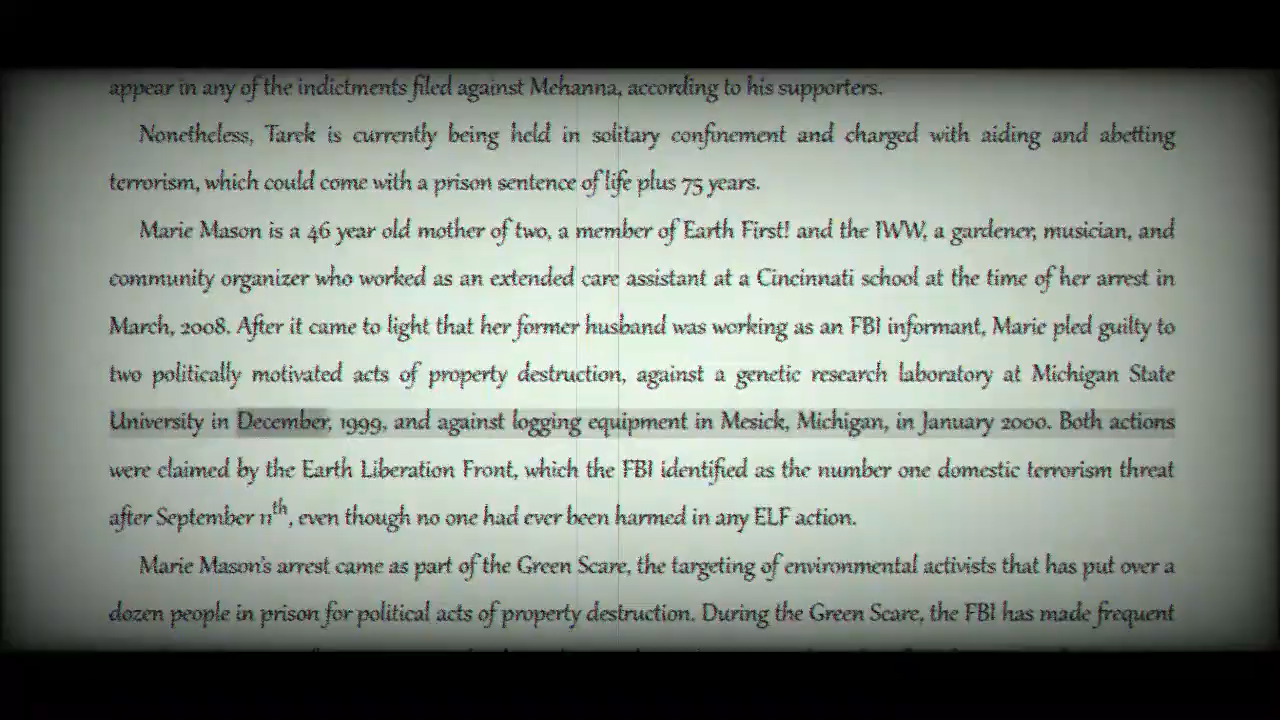 appear in any of the indictments filed against Mehanna, according to his supporters.
Nonetheless, Tarek is currently being held in solitary confinement and charged with aiding and abetting
terrorism, which could come with a prison sentence of life plus 75 years.
Marie Mason is a 46 year old mother of two, a member of Earth First! and the IWW, a gardener, musician, and
community organizer who worked as an extended care assistant at a Cincinnati school at the time of her arrest in
March, 2008. After it came to light that her former husband was working as an FBI informant, Marie pled guilty to
two politically motivated acts of property destruction, against a genetic research laboratory at Michigan State
University in December, 1999, and against logging equipment in Mesick, Michigan, in January 2000. Both actions
were claimed by the Earth Liberation Front, which the FBI identified as the number one domestic terrorism threat
after September 11th, even though no one had ever been harmed in any ELF action.
Marie Mason's arrest came as part of the Green Scare, the targeting of environmental activists that has put over a
dozen people in prison for political acts of property destruction. During the Green Scare, the FBI has made frequent